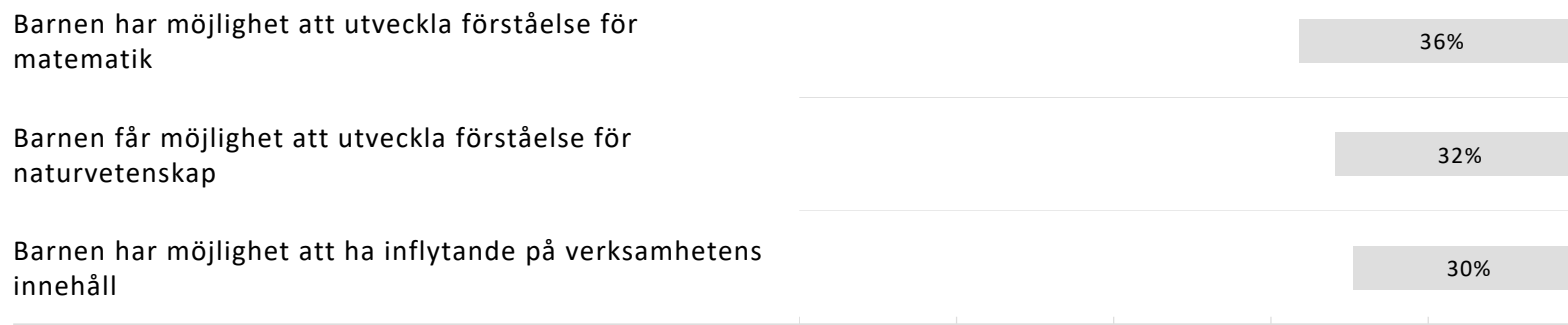 Barnen har möjlighet att utveckla förståelse för
matematik
36%
Barnen får möjlighet att utveckla förståelse för
naturvetenskap
32%
Barnen har möjlighet att ha inflytande på verksamhetens
innehåll
30%